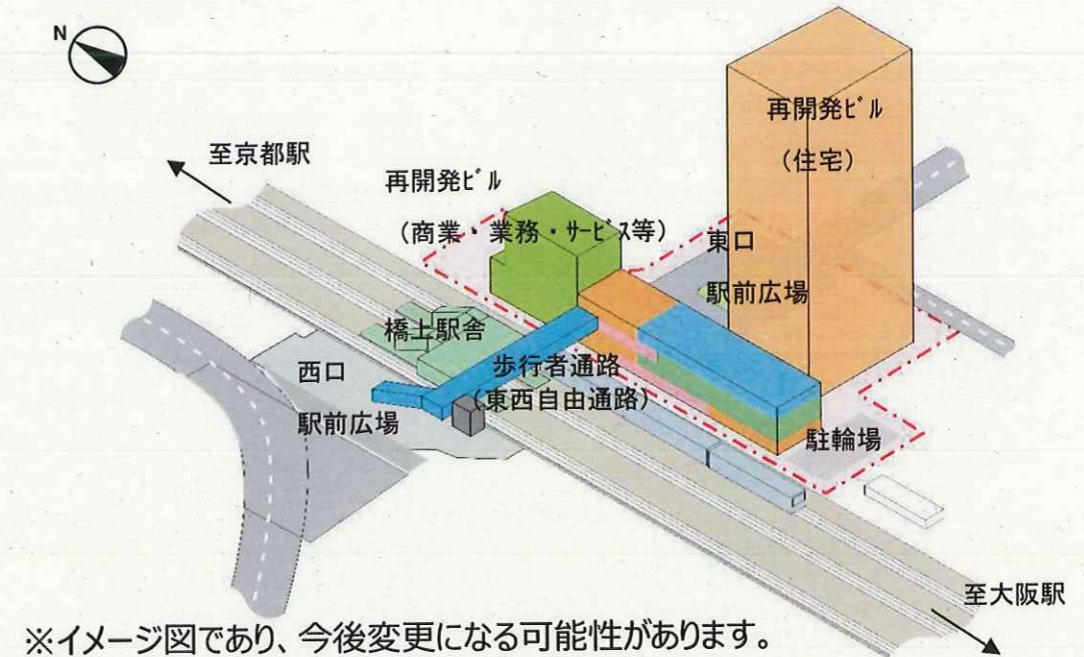 N
至京都駅
再開発ビル
(商業・業務・サービス等)
再開発ビル
(住宅)
東口
駅前広場
橋上駅舎
歩行者通路
(東西自由通路)
西口
駅前広場
駐輪場
至大阪駅
※イメージ図であり、今後変更になる可能性があります。